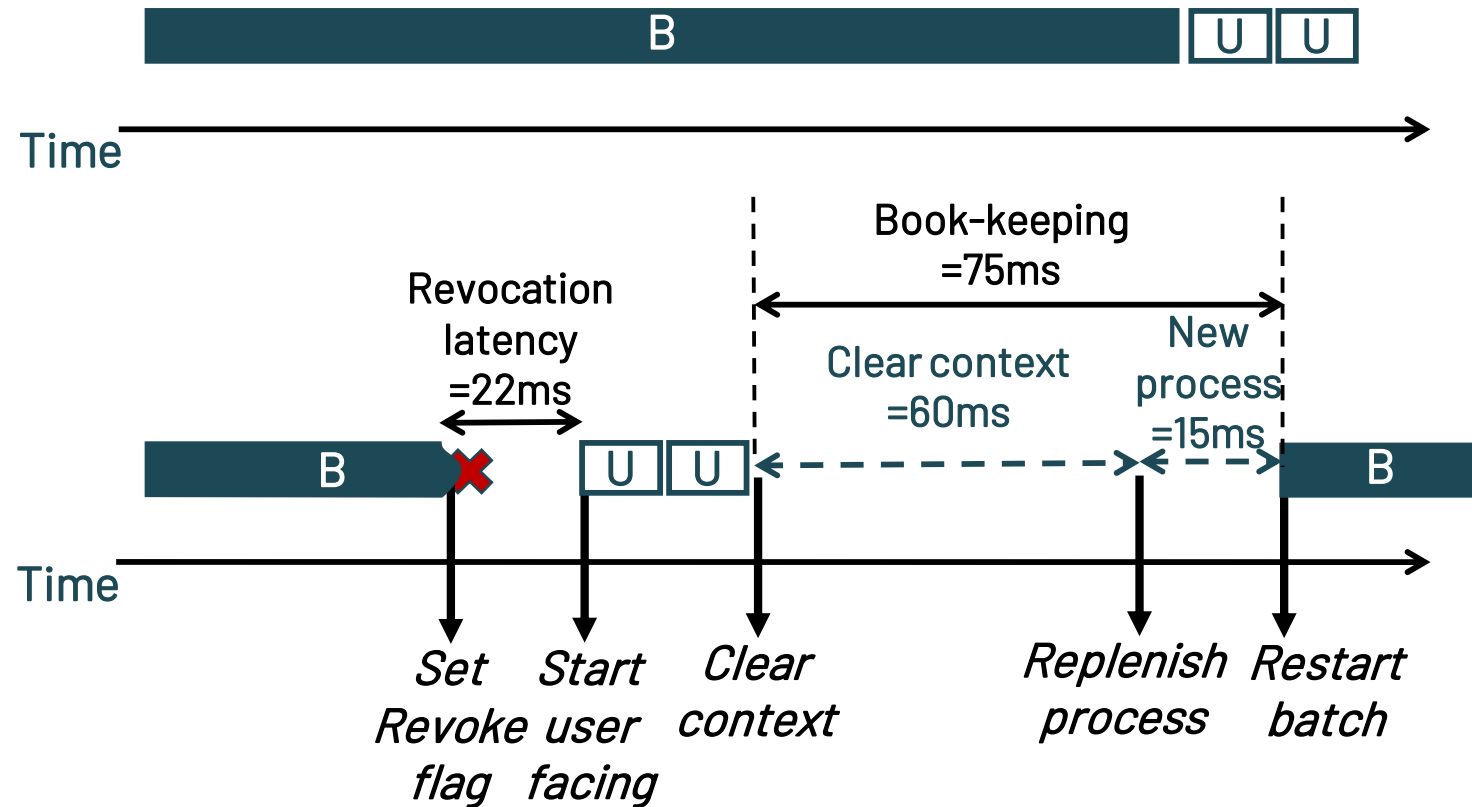 B
U
U
Time
Book-keeping
=75ms
Revocation
latency
=22ms
Clear context
=60ms
New
process
=15ms
B
U
U
B
Time
Set
Revoke
flag
Start
user
facing
Clear
context
Replenish
process
Restart
batch